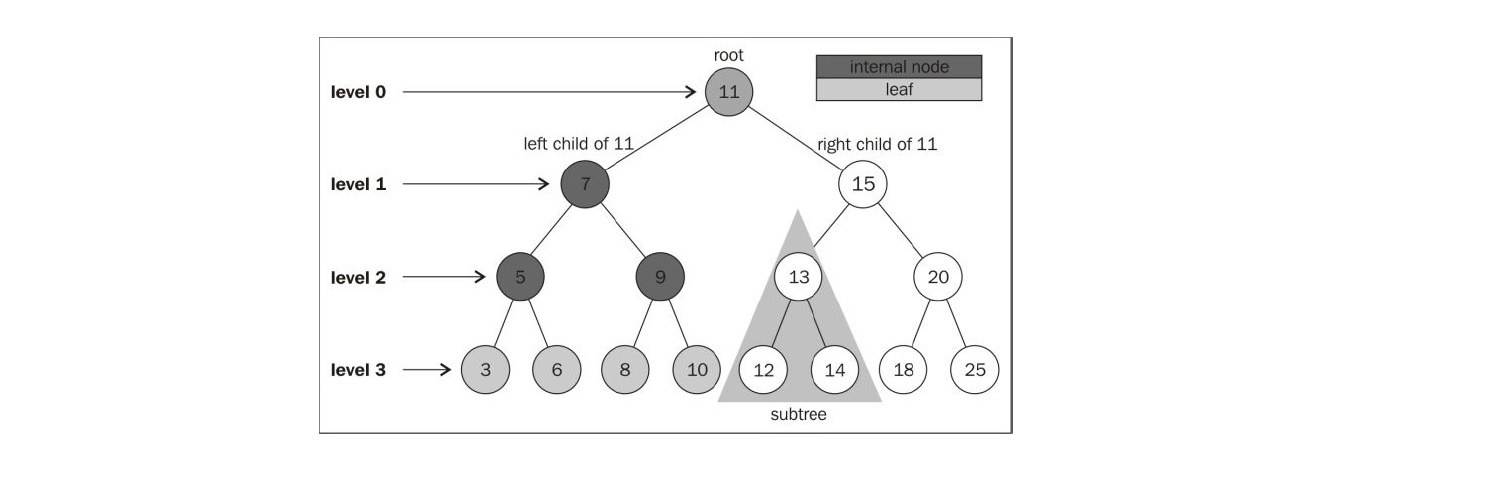 root
internal node
leaf
level 0
11
left child of 11
right child of 11
level 1
7
15
level 2
5
9
13
20
level 3
3
6
8
10
12
14
18
25
subtree